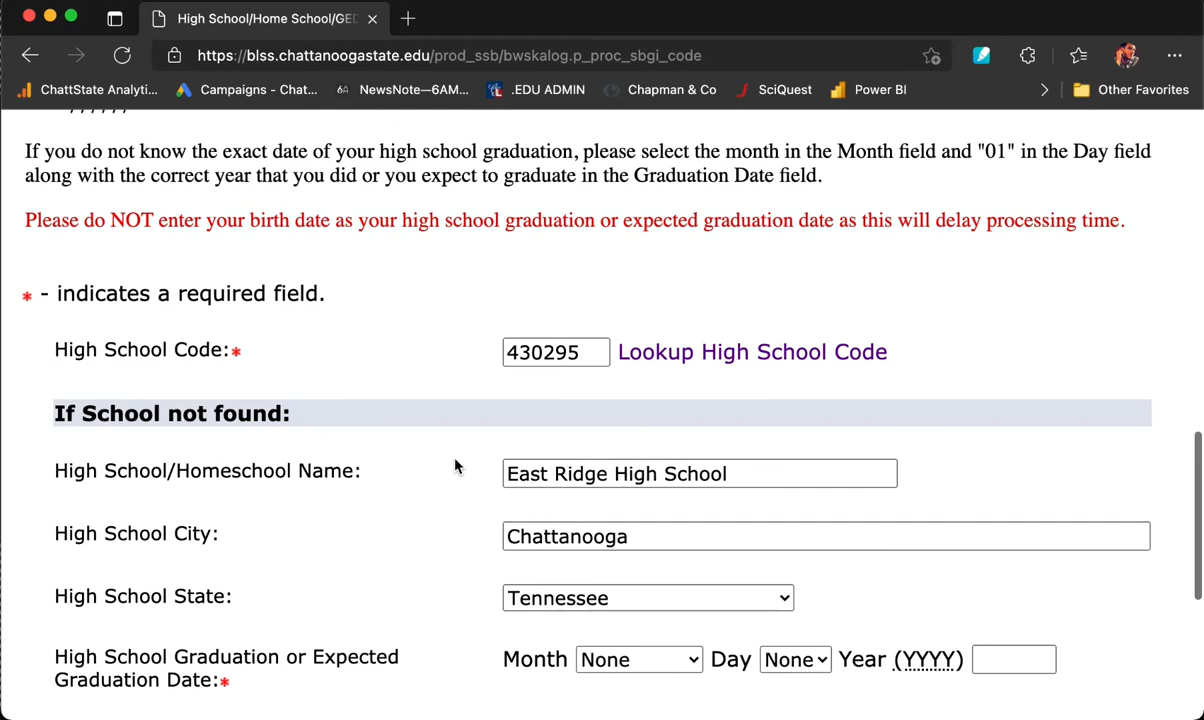 High School/Home School/GED
https://blss.chattanoogastate.edu/prod_ssb/bwskalog.p_proc_sbgi_code
ChattState Analyti... Campaigns - Chat... NewsNote—6AM... .EDU ADMIN Chapman & Co SciQuest Power BI Other Favorites
If you do not know the exact date of your high school graduation, please select the month in the Month field and "01" in the Day field
along with the correct year that you did or you expect to graduate in the Graduation Date field.
Please do NOT enter your birth date as your high school graduation or expected graduation date as this will delay processing time.
* - indicates a required field.
High School Code:* 430295 Lookup High School Code
If School not found:
High School/Homeschool Name: East Ridge High School
High School City: Chattanooga
High School State: Tennessee
High School Graduation or Expected Month None Day None Year (YYYY)
Graduation Date:*